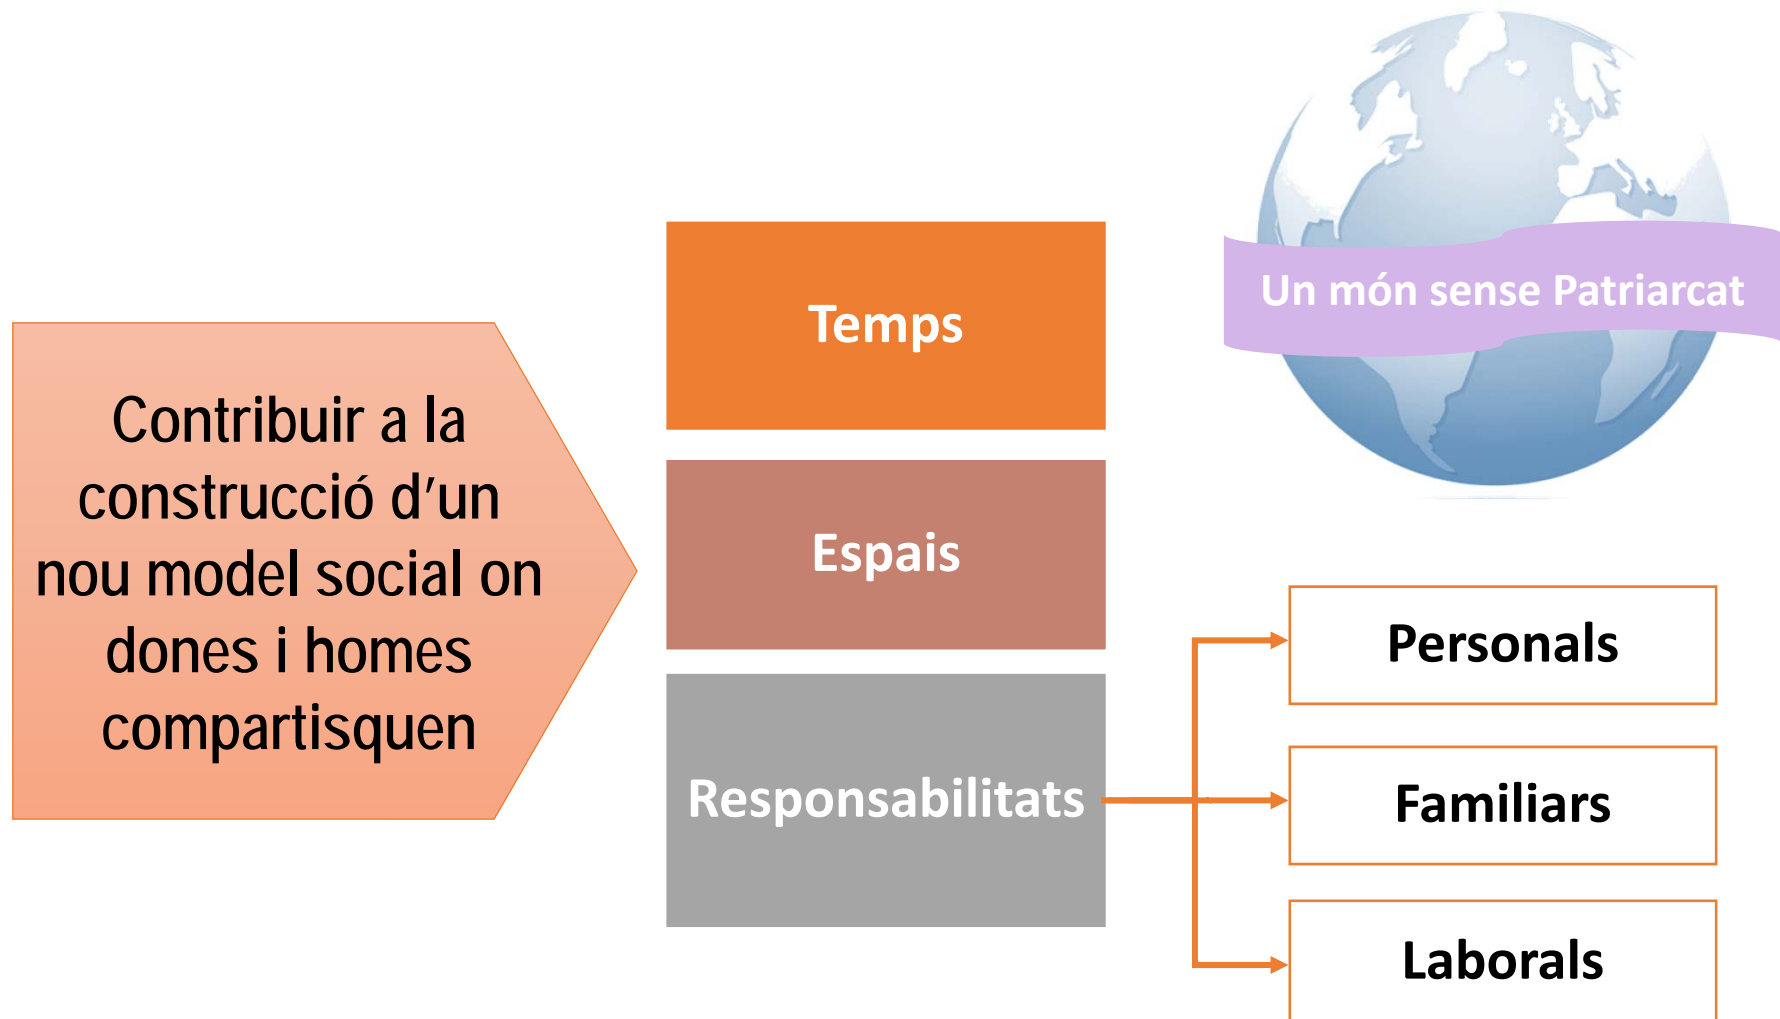 Un món sense Patriarcat
Contribuir a la
construcció d’un
nou model social on
dones i homes
compartisquen
Temps
Espais
Responsabilitats
Personals
Familiars
Laborals